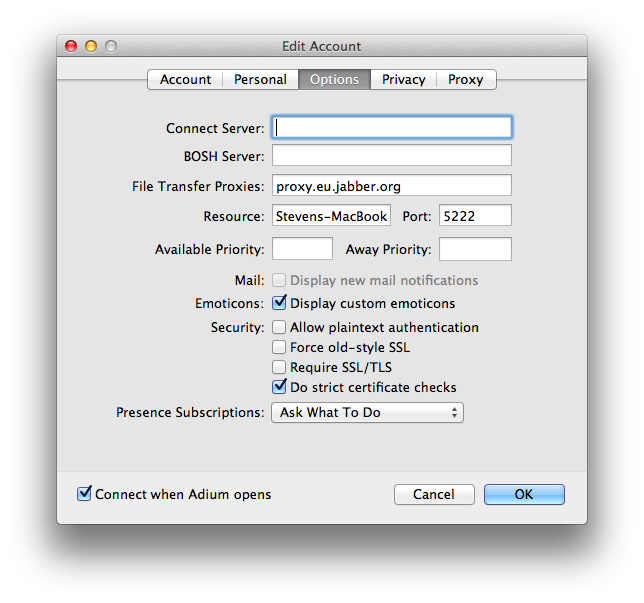 Edit Account
Account Personal Options Privacy Proxy
Connect Server:
BOSH Server:
File Transfer Proxies: proxy.eu.jabber.org
Resource: Stevens-MacBook Port: 5222
Available Priority: Away Priority:
Mail: Display new mail notifications
Emoticons: Display custom emoticons
Security: Allow plaintext authentication
Force old-style SSL
Require SSL/TLS
Do strict certificate checks
Presence Subscriptions: Ask What To Do
Connect when Adium opens Cancel OK